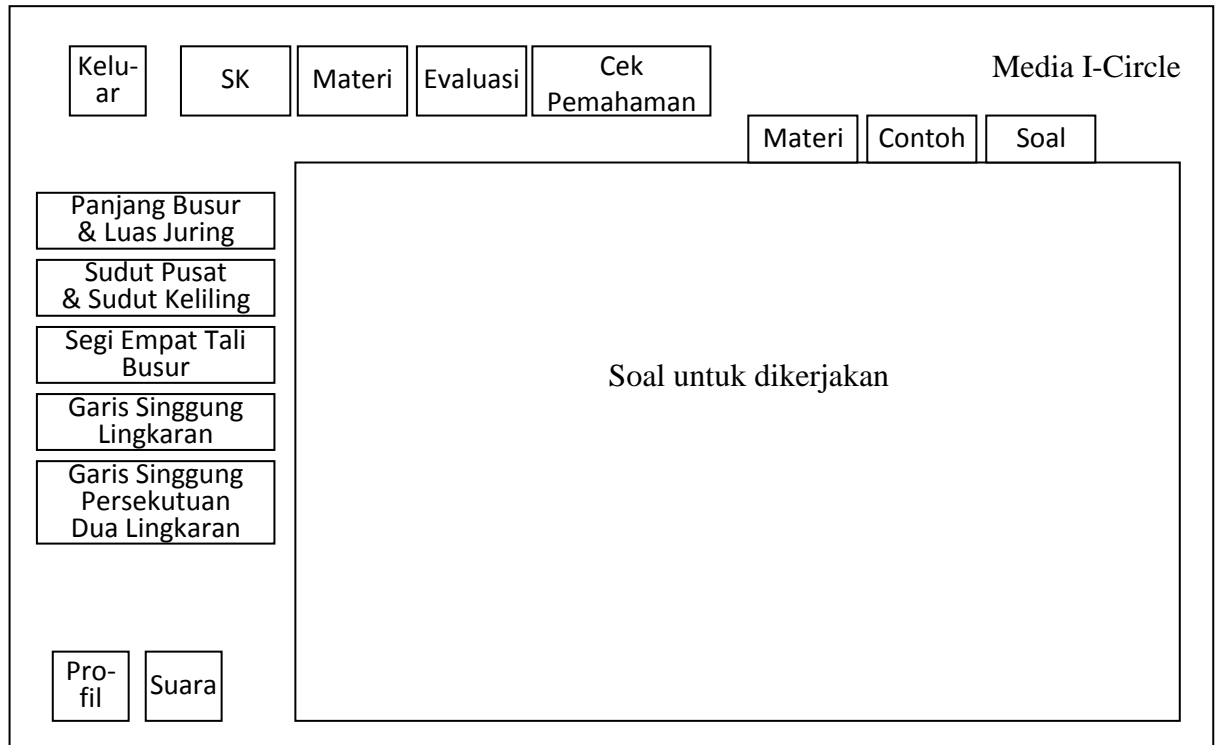 Kelu-
ar
SK
Materi
Evaluasi
Cek
Pemahaman
Media I-Circle
Materi
Contoh
Soal
Panjang Busur
& Luas Juring
Sudut Pusat
& Sudut Keliling
Segi Empat Tali
Busur
Garis Singgung
Lingkaran
Garis Singgung
Persekutuan
Dua Lingkaran
Soal untuk dikerjakan
Pro-
fil
Suara